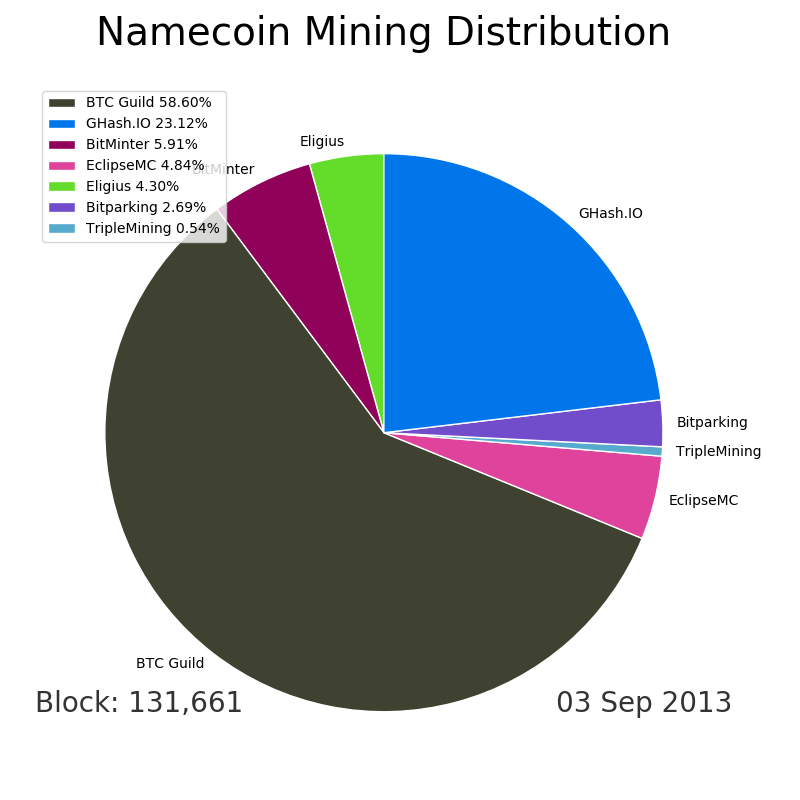 Namecoin Mining Distribution
BTC Guild 58.60%
GHash.IO 23.12%
BitMinter 5.91%
EclipseMC 4.84%
Eligius 4.30%
Bitparking 2.69%
TripleMining 0.54%
Eligius
BitMinter
GHash.IO
Bitparking
TripleMining
EclipseMC
BTC Guild
Block: 131,661
03 Sep 2013